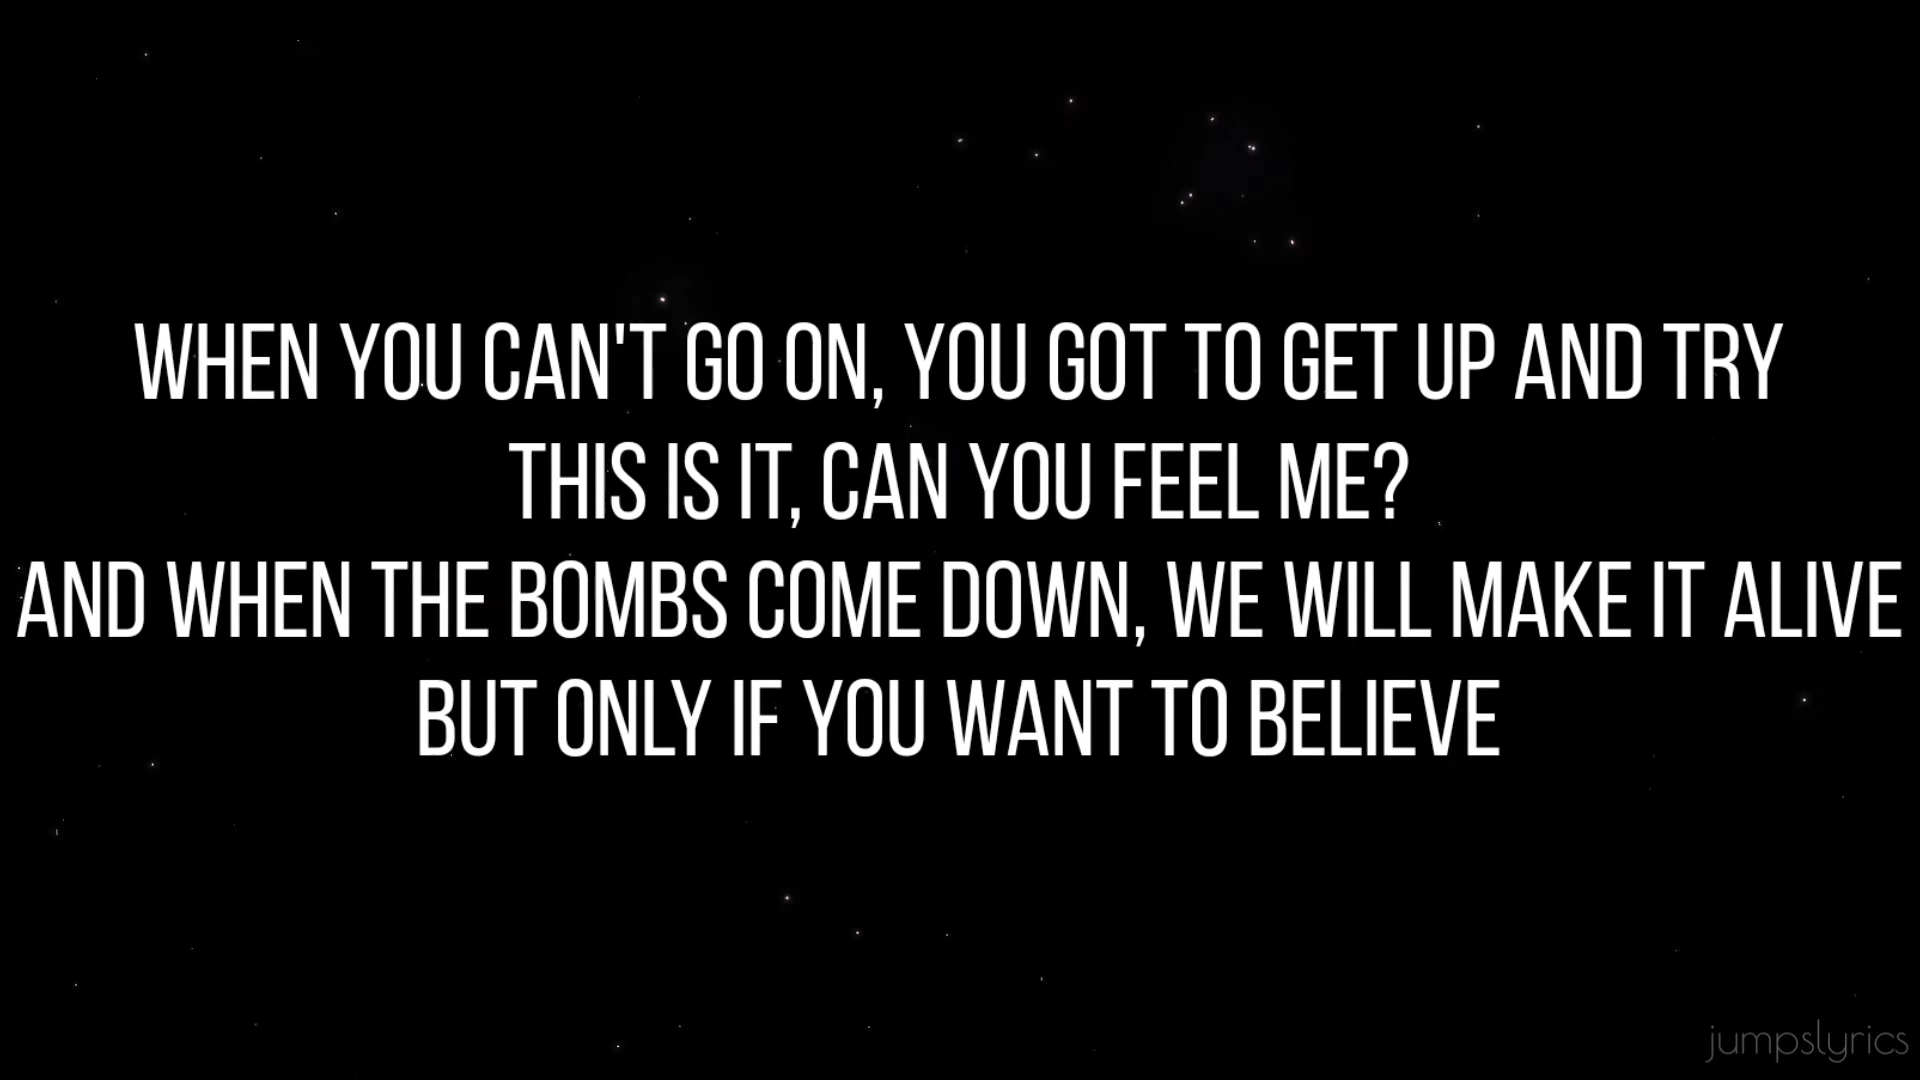 WHEN YOU CAN'T GO ON, YOU GOT TO GET UP AND TRY
THIS IS IT, CAN YOU FEEL ME?
AND WHEN THE BOMBS COME DOWN, WE WILL MAKE IT ALIVE
BUT ONLY IF YOU WANT TO BELIEVE
jumpslyrics